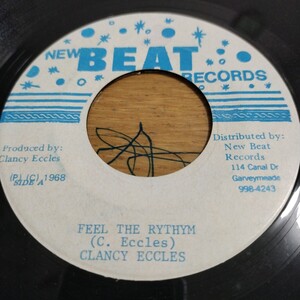 NEW BEAT RECORDS
Produced by:
Clancy Eccles
(P) (C) 1968
SIDE A
Distributed by:
New Beat
Records
114 Canal Dr
Garveymeade
998-4243
FEEL THE RYTHYM
(C. Eccles)
CLANCY ECCLES